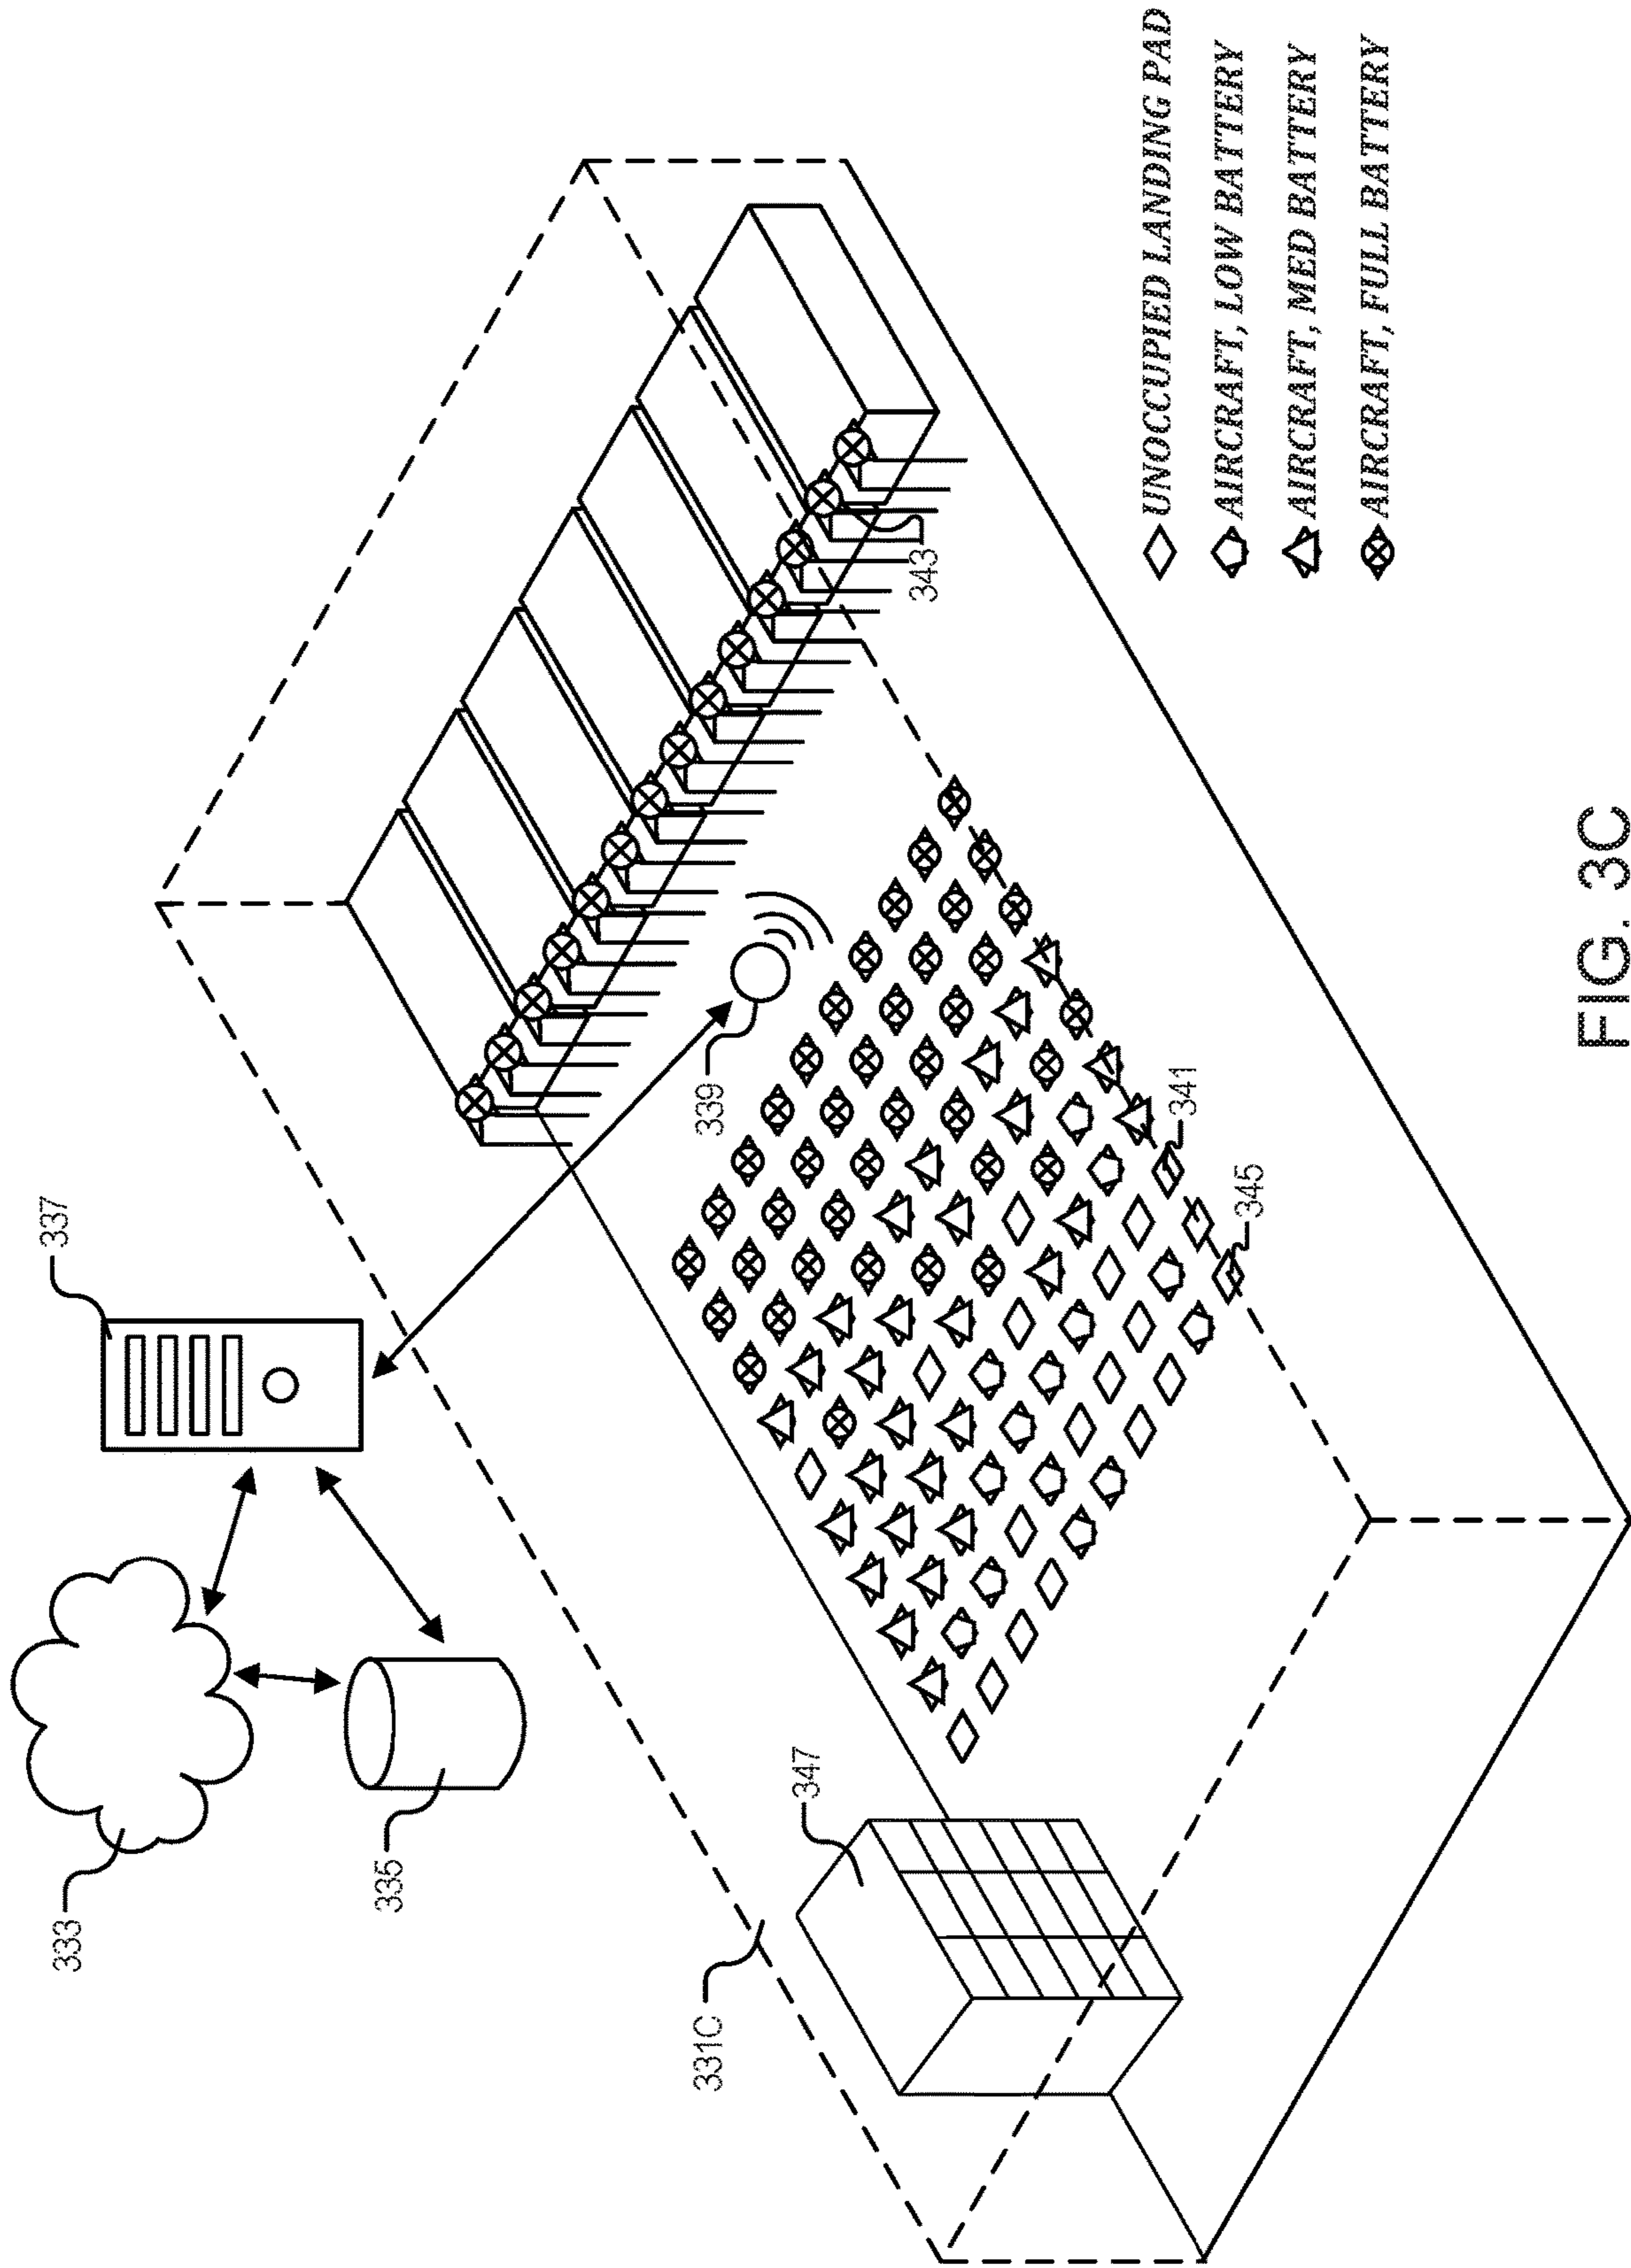 333
335
337
331C
347
339
343
341
345
UNOCCUPIED LANDING PAD
AIRCRAFT, LOW BATTERY
AIRCRAFT, MED BATTERY
AIRCRAFT, FULL BATTERY
FIG. 3C